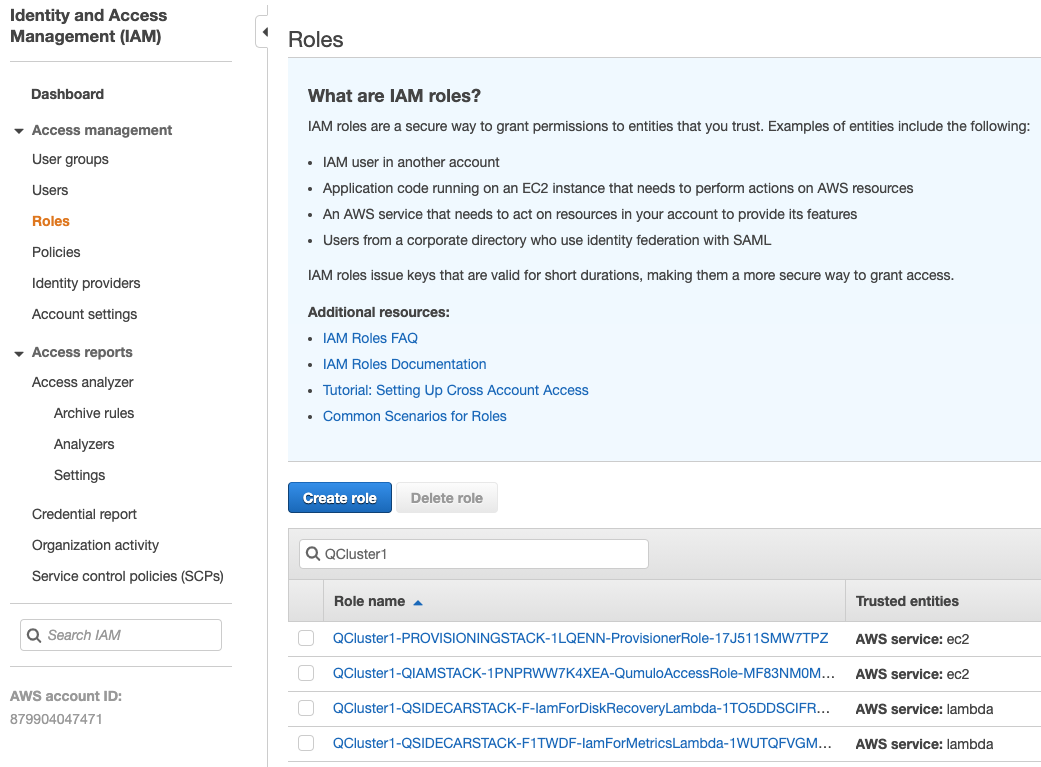 Identity and Access
Management (IAM)
Dashboard
Access management
User groups
Users
Roles
Policies
Identity providers
Account settings
Access reports
Access analyzer
Archive rules
Analyzers
Settings
Credential report
Organization activity
Service control policies (SCPs)
Search IAM
AWS account ID:
879904047471
Roles
What are IAM roles?
IAM roles are a secure way to grant permissions to entities that you trust. Examples of entities include the following:
• IAM user in another account
• Application code running on an EC2 instance that needs to perform actions on AWS resources
• An AWS service that needs to act on resources in your account to provide its features
• Users from a corporate directory who use identity federation with SAML
IAM roles issue keys that are valid for short durations, making them a more secure way to grant access.
Additional resources:
• IAM Roles FAQ
• IAM Roles Documentation
• Tutorial: Setting Up Cross Account Access
• Common Scenarios for Roles
Create role Delete role
QCluster1
Role name Trusted entities
QCluster1-PROVISIONINGSTACK-1LQENN-ProvisionerRole-17J511SMW7TPZ AWS service: ec2
QCluster1-QIAMSTACK-1PNPRWW7K4XEA-QumuloAccessRole-MF83NM0M... AWS service: ec2
QCluster1-QSIDECARSTACK-F-IamForDiskRecoveryLambda-1TO5DDSCIFR... AWS service: lambda
QCluster1-QSIDECARSTACK-F1TWDF-IamForMetricsLambda-1WUTQFVGM... AWS service: lambda